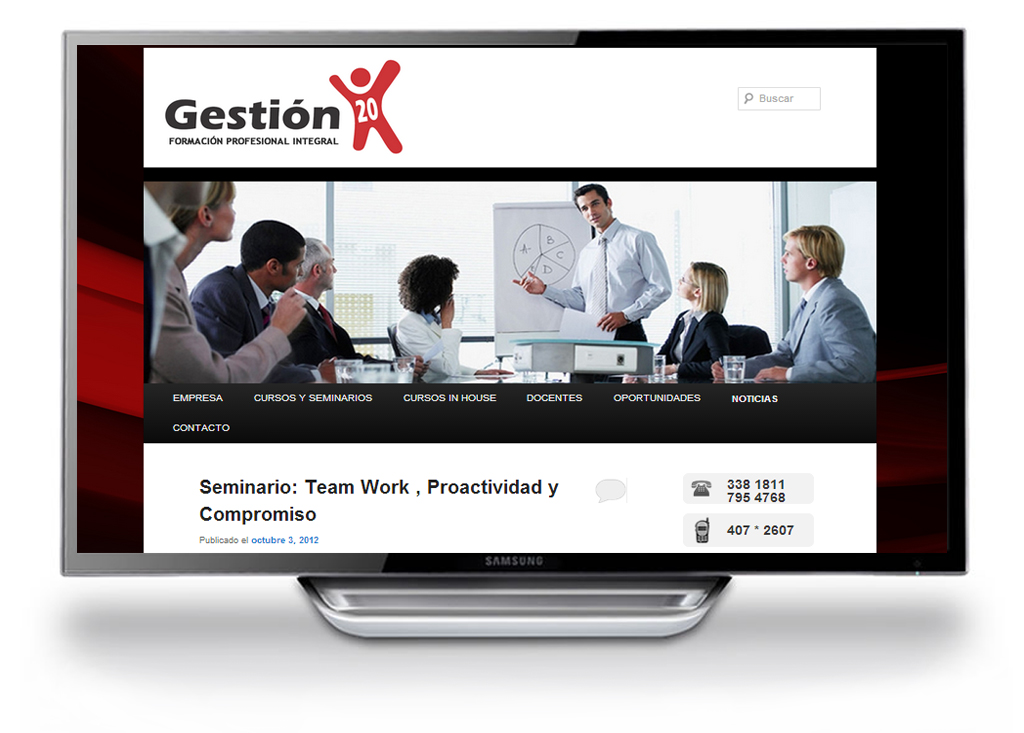 Gestión 20
FORMACIÓN PROFESIONAL INTEGRAL
Buscar
A B
C
D
EMPRESA CURSOS Y SEMINARIOS CURSOS IN HOUSE DOCENTES OPORTUNIDADES NOTICIAS
CONTACTO
Seminario: Team Work , Proactividad y
Compromiso
Publicado el octubre 3, 2012
338 1811
795 4768
407 * 2607
SAMSUNG